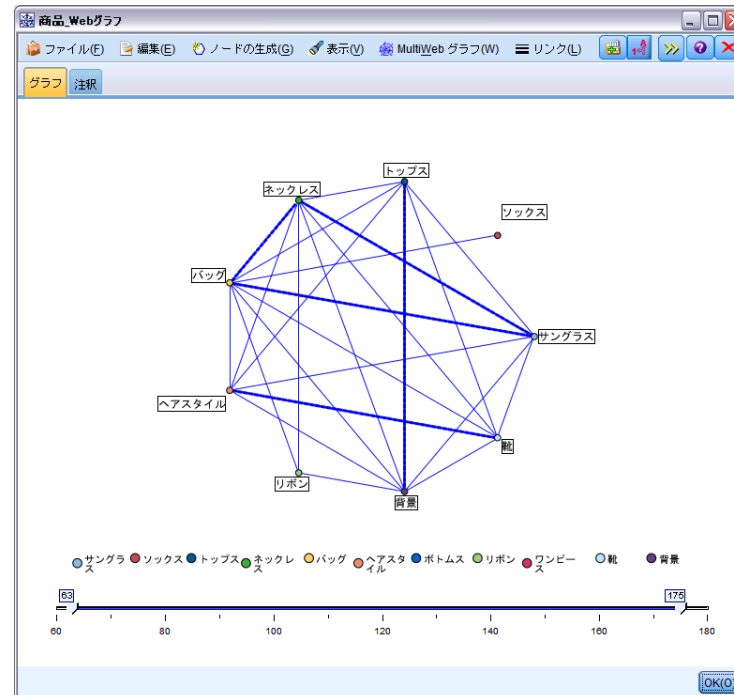 商品_Webグラフ
ファイル(F) 編集(E) ノードの生成(G) 表示(V) MultiWeb グラフ(W) リンク(L)
グラフ 注釈
トップス
ネックレス
ソックス
バッグ
サングラス
ヘアスタイル
靴
リボン
背景
サングラス ソックス トップス ネックレス バッグ ヘアスタイル ボトムス リボン ワンピース 靴 背景
63 175
60 80 100 120 140 160 180
OK(O)